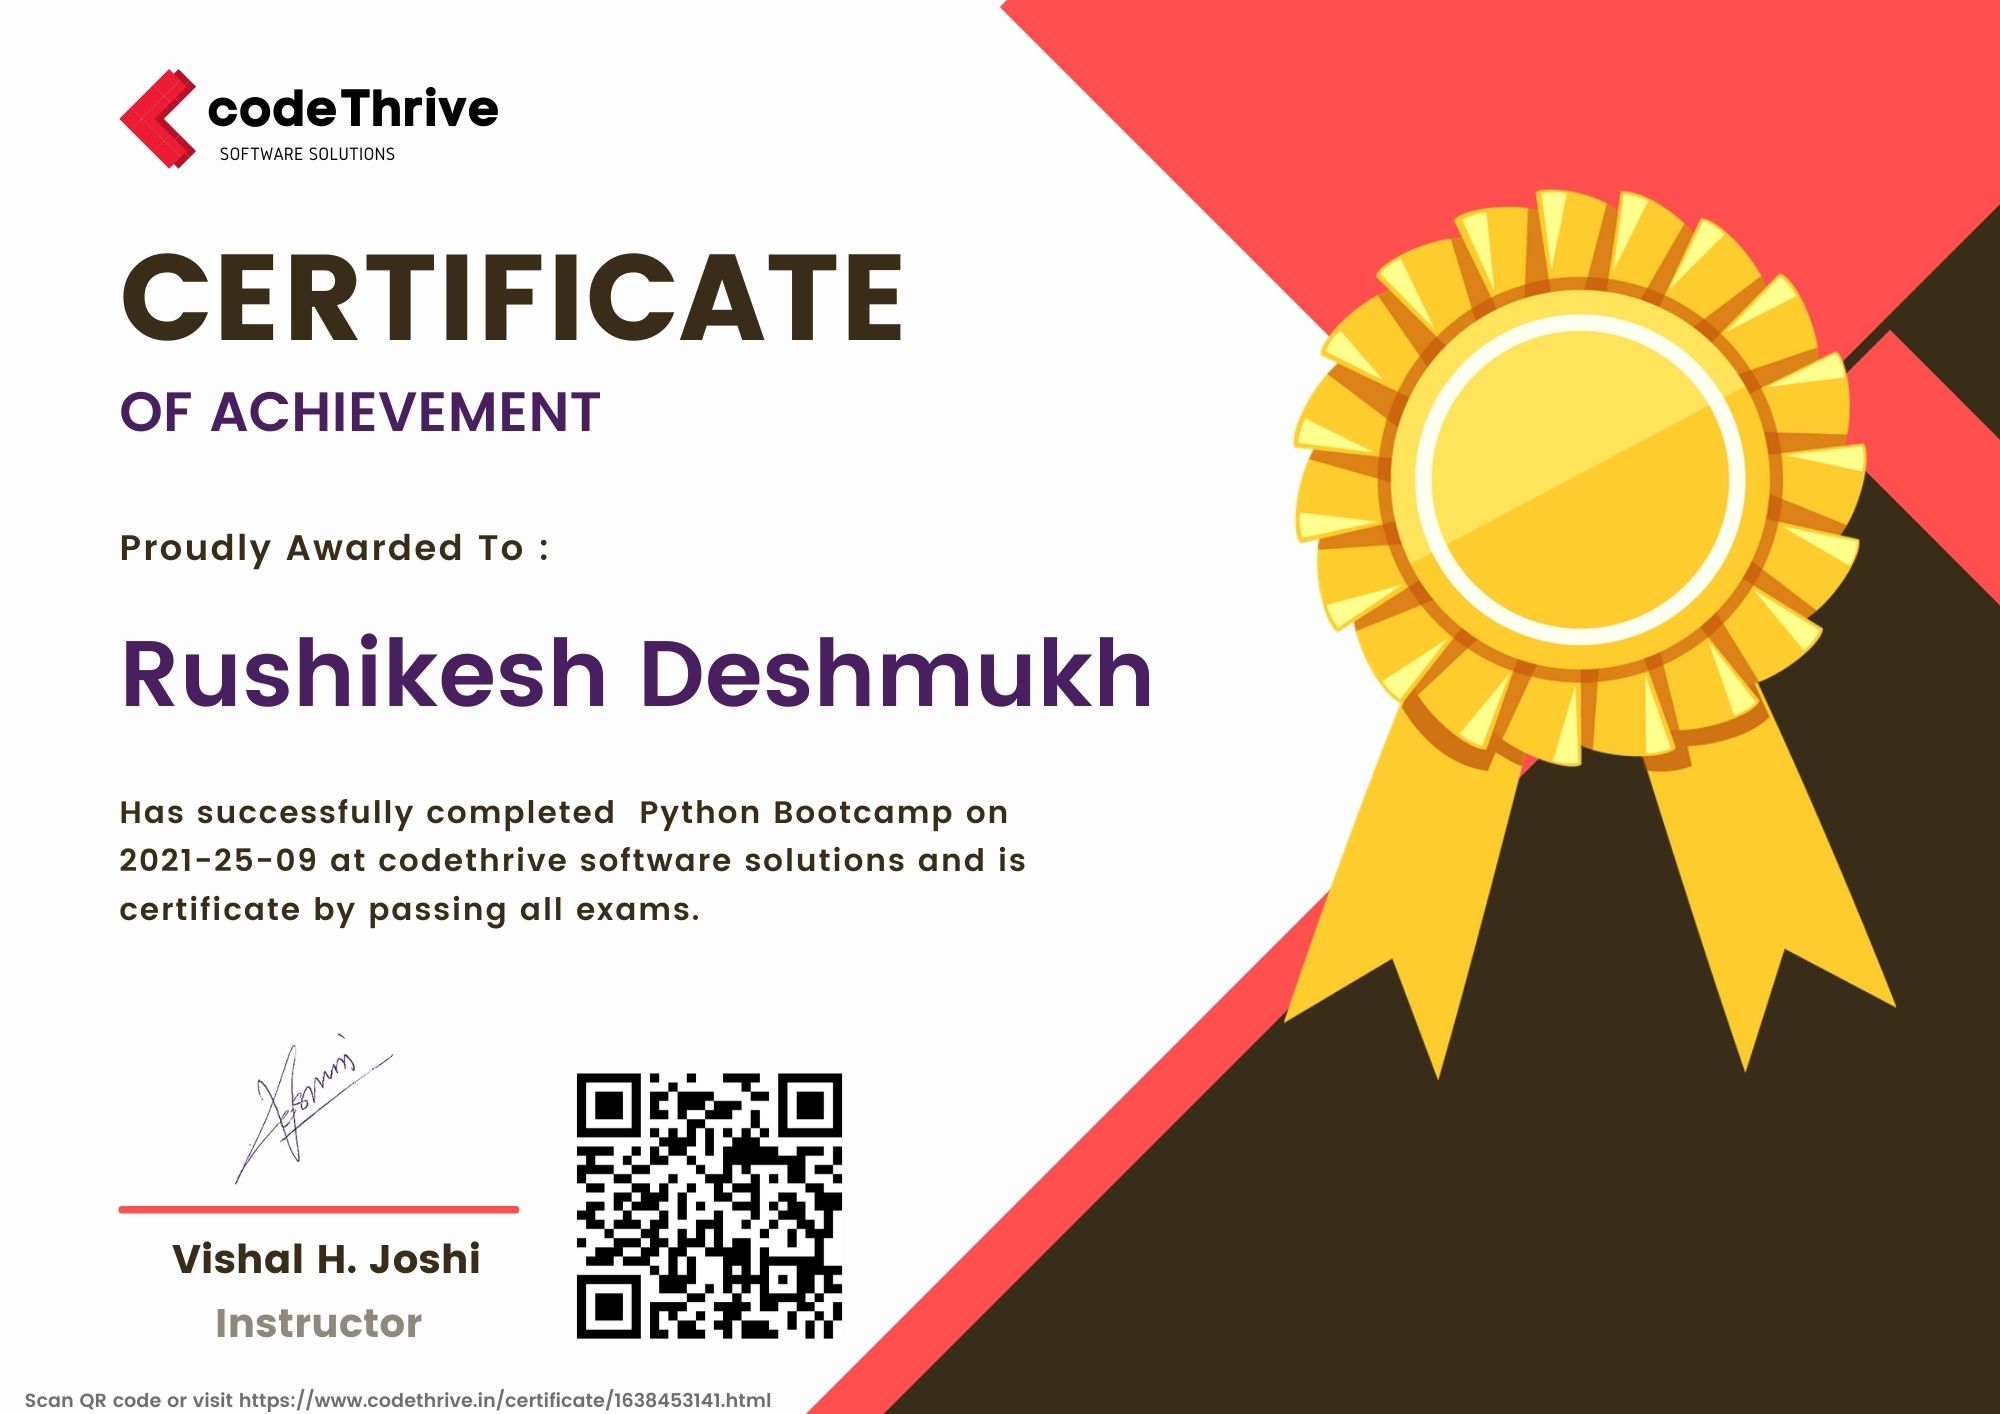 codeThrive
SOFTWARE SOLUTIONS
CERTIFICATE
OF ACHIEVEMENT
Proudly Awarded To :
Rushikesh Deshmukh
Has successfully completed  Python Bootcamp on
2021-25-09 at codethrive software solutions and is
certificate by passing all exams.
Vishal H. Joshi
Instructor
Scan QR code or visit https://www.codethrive.in/certificate/1638453141.html